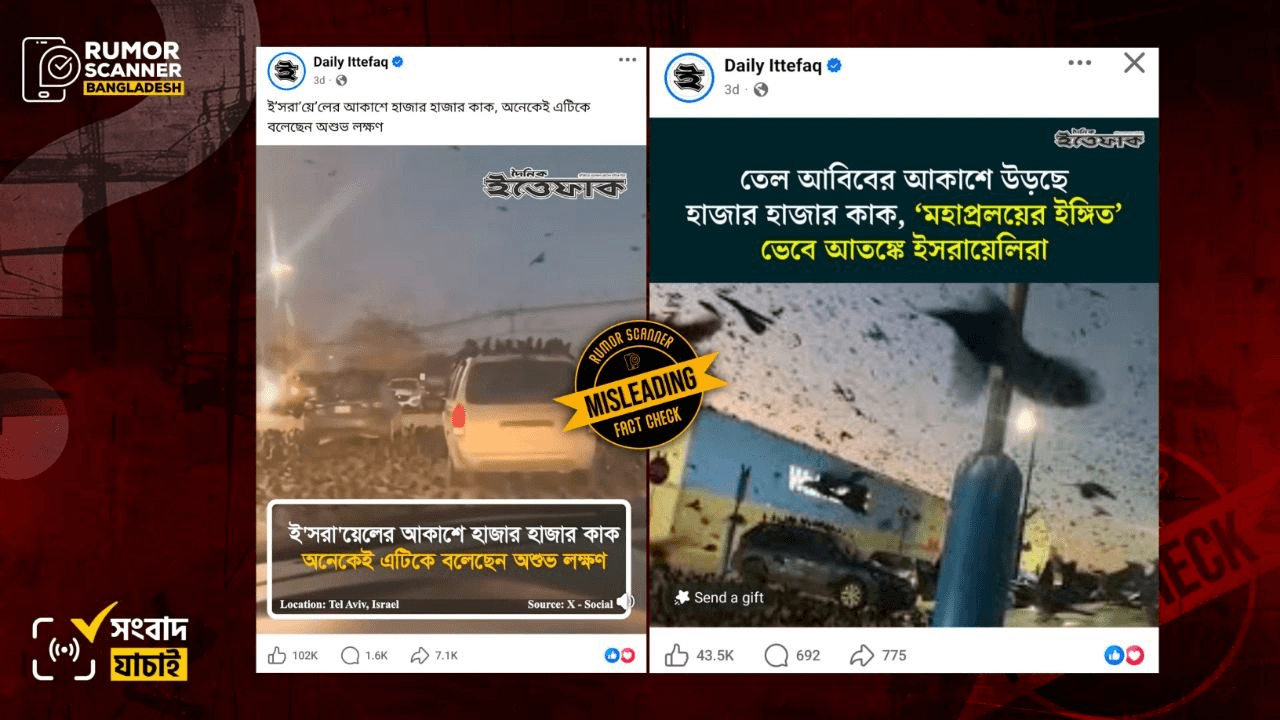 RUMOR
SCANNER
BANGLADESH
Daily Ittefaq
3d
ই'সরা'য়ে'লের আকাশে হাজার হাজার কাক, অনেকেই এটিকে
বলেছেন অশুভ লক্ষণ
দৈনিক
ইত্তেফাক
ই'সরা'য়েলের আকাশে হাজার হাজার কাক
অনেকেই এটিকে বলেছেন অশুভ লক্ষণ
Location: Tel Aviv, Israel
Source: X - Social
102K
1.6K
7.1K
Daily Ittefaq
3d
দৈনিক
ইত্তেফাক
তেল আবিবের আকাশে উড়ছে
হাজার হাজার কাক, ‘মহাপ্রলয়ের ইঙ্গিত’
ভেবে আতঙ্কে ইসরায়েলিরা
Send a gift
43.5K
692
775
RUMOR SCANNER
MISLEADING
FACT CHECK
সংবাদ
যাচাই
CHECK